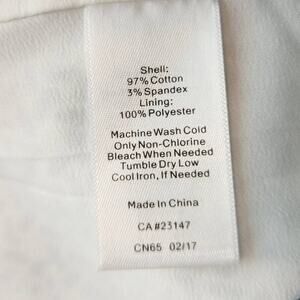 Shell:
97% Cotton
3% Spandex
Lining:
100% Polyester
Machine Wash Cold
Only Non-Chlorine
Bleach When Needed
Tumble Dry Low
Cool Iron, If Needed
Made In China
CA#23147
CN65 02/17